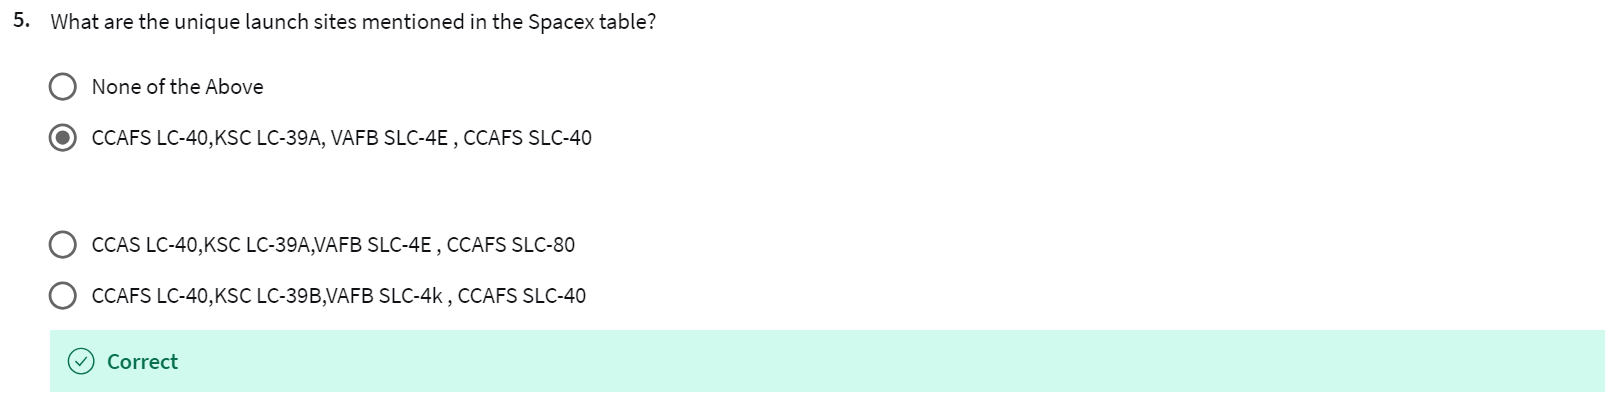 5. What are the unique launch sites mentioned in the Spacex table?
None of the Above
CCAFS LC-40,KSC LC-39A, VAFB SLC-4E , CCAFS SLC-40
CCAS LC-40,KSC LC-39A,VAFB SLC-4E , CCAFS SLC-80
CCAFS LC-40,KSC LC-39B,VAFB SLC-4k , CCAFS SLC-40
Correct